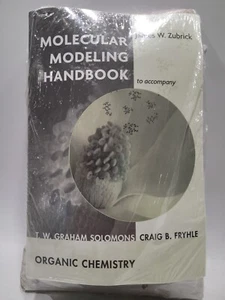 MOLECULAR
MODELING
HANDBOOK
James W. Zubrick
to accompany
T. W. GRAHAM SOLOMONS CRAIG B. FRYHLE
ORGANIC CHEMISTRY